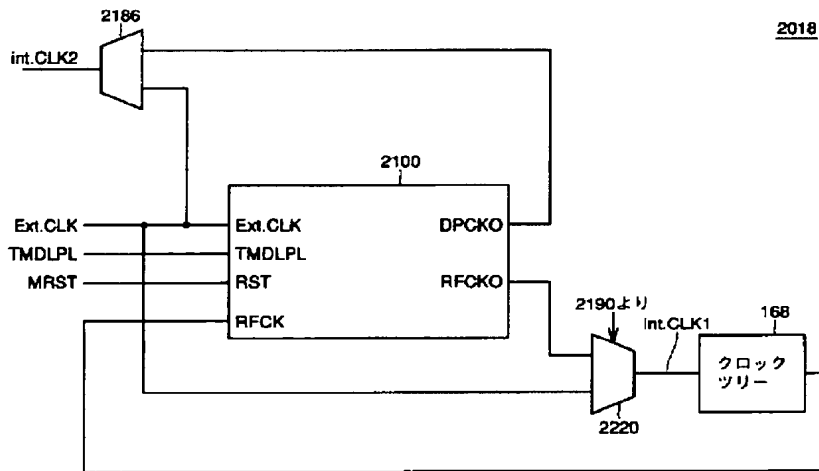 2186
2018
int.CLK2
2100
Ext.CLK
Ext.CLK
DPCKO
TMDLPL
TMDLPL
MRST
RST
RFCKO
RFCK
2190より
int.CLK1
168
クロック
ツリー
2220